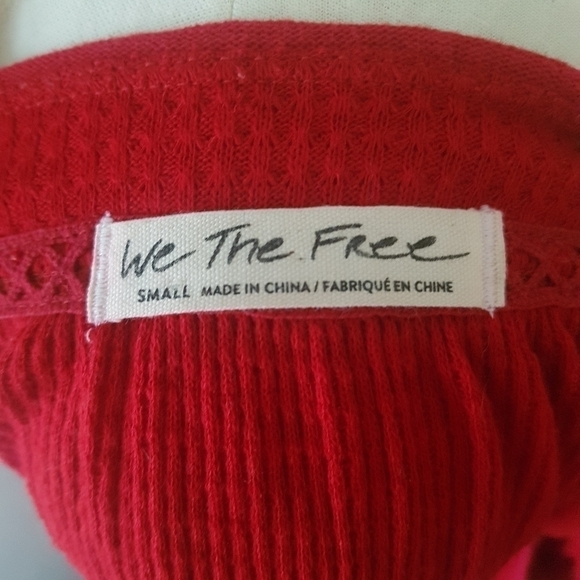 We The Free
SMALL MADE IN CHINA / FABRIQUÉ EN CHINE